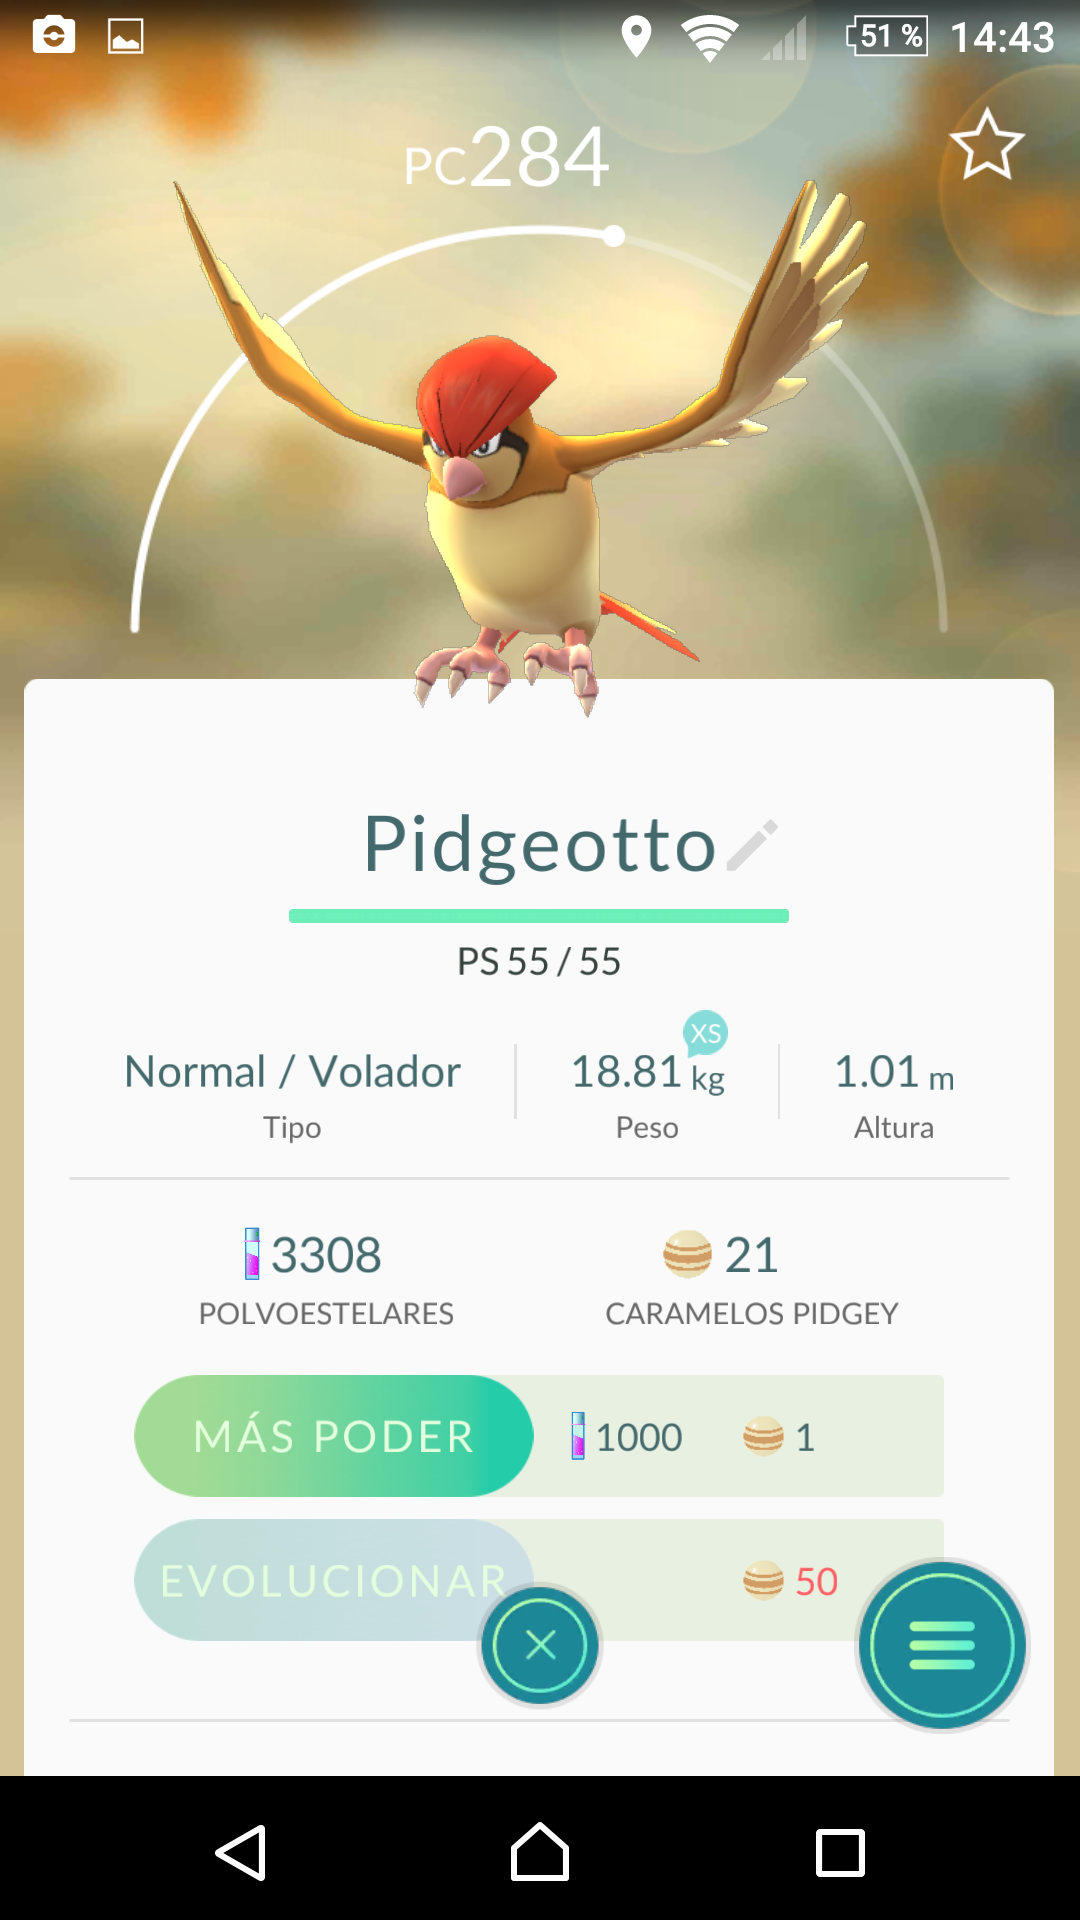 51 % 14:43
PC284
Pidgeotto
PS 55 / 55
XS
Normal / Volador 18.81 kg 1.01 m
Tipo Peso Altura
3308 21
POLVOESTELARES CARAMELOS PIDGEY
MÁS PODER 1000 1
EVOLUCIONAR 50